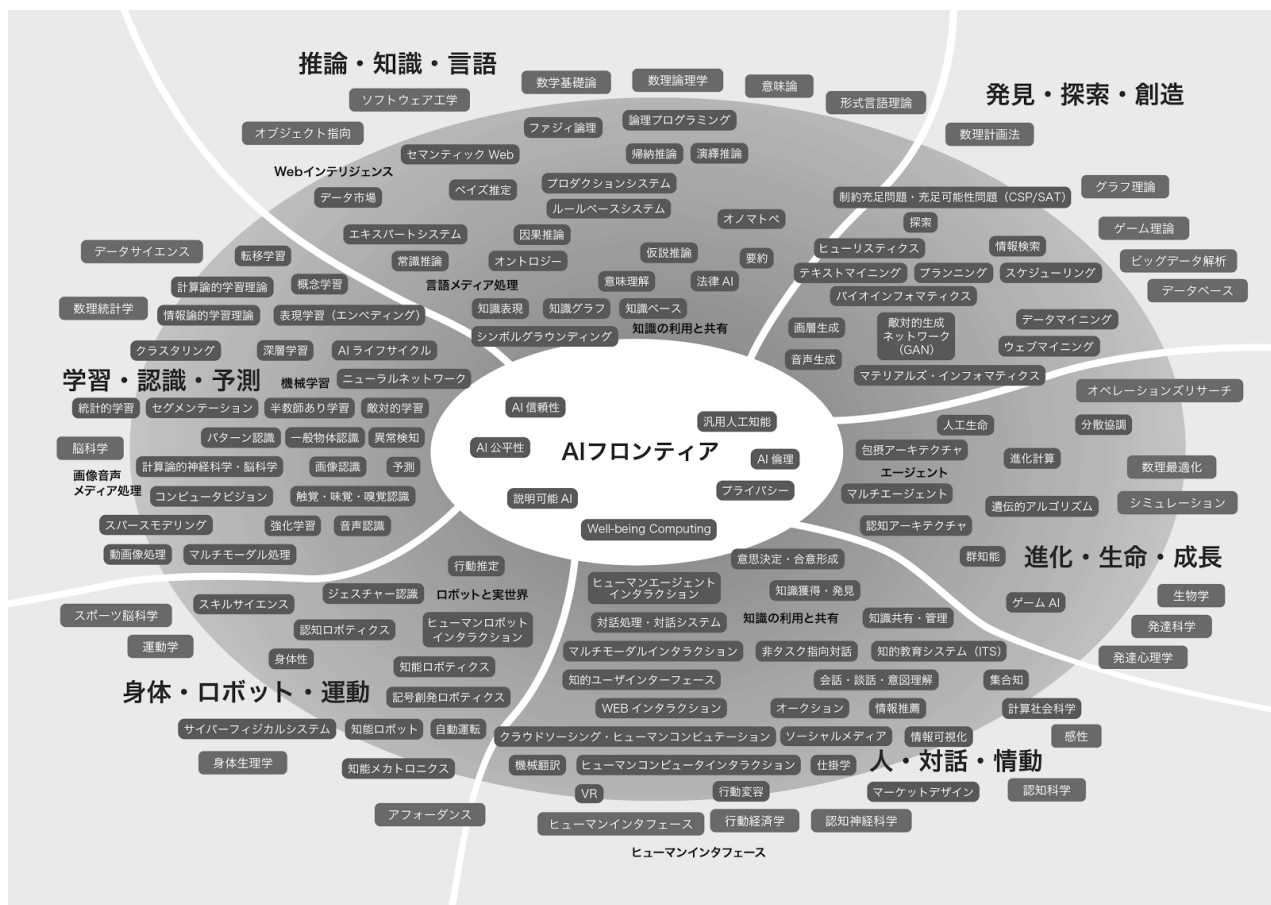 推論・知識・言語
数学基礎論
数理論理学
意味論
形式言語理論
ソフトウェア工学
オブジェクト指向
ファジィ論理
論理プログラミング
セマンティック Web
帰納推論
演繹推論
Webインテリジェンス
データ市場
ベイズ推定
プロダクションシステム
ルールベースシステム
オノマトペ
エキスパートシステム
因果推論
常識推論
オントロジー
仮説推論
要約
言語メディア処理
意味理解
法律 AI
知識表現
知識グラフ
知識ベース
シンボルグラウンディング
知識の利用と共有
発見・探索・創造
数理計画法
グラフ理論
制約充足問題・充足可能性問題（CSP/SAT）
探索
ゲーム理論
ヒューリスティクス
情報検索
ビッグデータ解析
テキストマイニング
プランニング
スケジューリング
データベース
バイオインフォマティクス
画層生成
敵対的生成
ネットワーク
（GAN）
データマイニング
音声生成
ウェブマイニング
マテリアルズ・インフォマティクス
データサイエンス
転移学習
計算論的学習理論
概念学習
数理統計学
情報論的学習理論
表現学習（エンベディング）
クラスタリング
深層学習
AI ライフサイクル
学習・認識・予測
機械学習
ニューラルネットワーク
統計的学習
セグメンテーション
半教師あり学習
敵対的学習
脳科学
パターン認識
一般物体認識
異常検知
画像音声
メディア処理
計算論的神経科学・脳科学
画像認識
予測
コンピュータビジョン
触覚・味覚・嗅覚認識
スパースモデリング
強化学習
音声認識
動画像処理
マルチモーダル処理
AIフロンティア
AI 信頼性
汎用人工知能
AI 公平性
AI 倫理
説明可能 AI
プライバシー
Well-being Computing
オペレーションズリサーチ
人工生命
分散協調
包摂アーキテクチャ
エージェント
進化計算
数理最適化
マルチエージェント
遺伝的アルゴリズム
シミュレーション
認知アーキテクチャ
群知能
進化・生命・成長
ゲーム AI
生物学
発達科学
発達心理学
行動推定
スポーツ脳科学
スキルサイエンス
ジェスチャー認識
ロボットと実世界
運動学
認知ロボティクス
ヒューマンロボット
インタラクション
身体性
知能ロボティクス
身体・ロボット・運動
記号創発ロボティクス
サイバーフィジカルシステム
知能ロボット
自動運転
身体生理学
知能メカトロニクス
アフォーダンス
意思決定・合意形成
ヒューマンエージェント
インタラクション
知識獲得・発見
対話処理・対話システム
知識の利用と共有
知識共有・管理
マルチモーダルインタラクション
非タスク指向対話
知的教育システム（ITS）
知的ユーザインターフェース
会話・談話・意図理解
集合知
WEB インタラクション
オークション
情報推薦
計算社会科学
クラウドソーシング・ヒューマンコンピュテーション
ソーシャルメディア
情報可視化
感性
機械翻訳
ヒューマンコンピュータインタラクション
仕掛学
人・対話・情動
VR
行動変容
マーケットデザイン
認知科学
ヒューマンインタフェース
行動経済学
認知神経科学
ヒューマンインタフェース